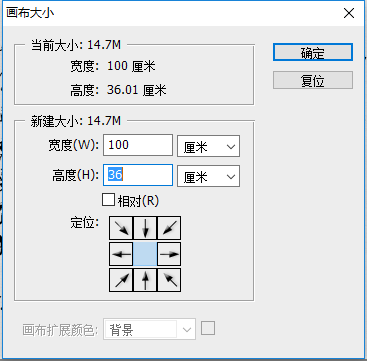 画布大小
当前大小: 14.7M
宽度: 100 厘米
高度: 36.01 厘米
确定
复位
新建大小: 14.7M
宽度(W): 100 厘米
高度(H): 36 厘米
相对(R)
定位:
画布扩展颜色: 背景